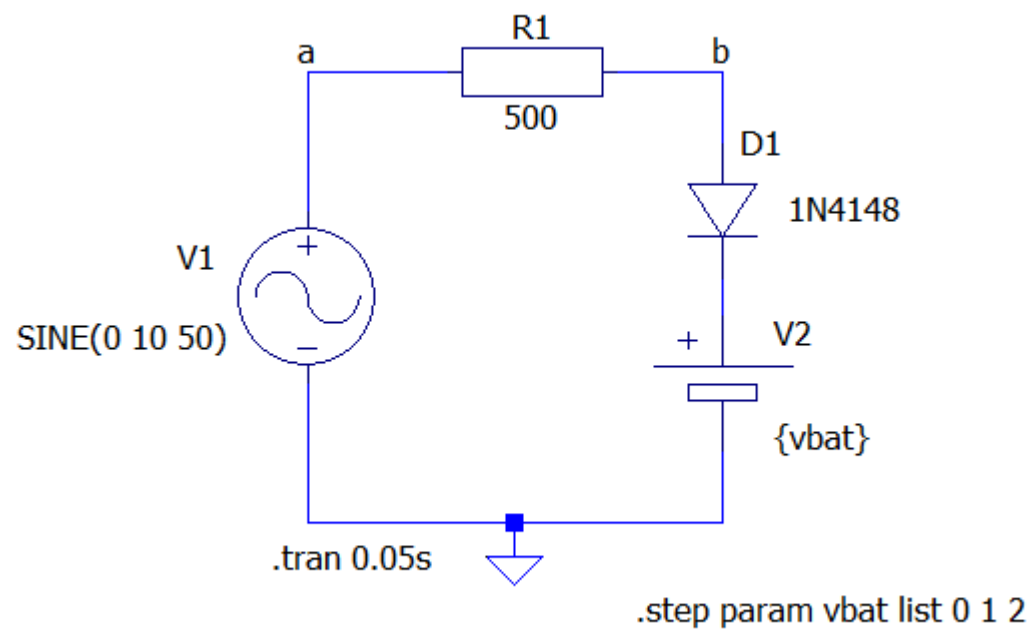 R1
a
b
500
D1
1N4148
V1
+
SINE(0 10 50)
−
+
V2
{vbat}
.tran 0.05s
.step param vbat list 0 1 2